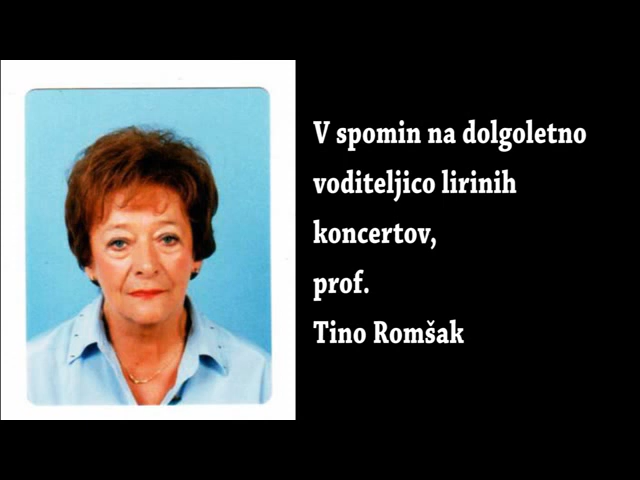 V spomin na dolgoletno
voditeljico lirinih
koncertov,
prof.
Tino Romšak